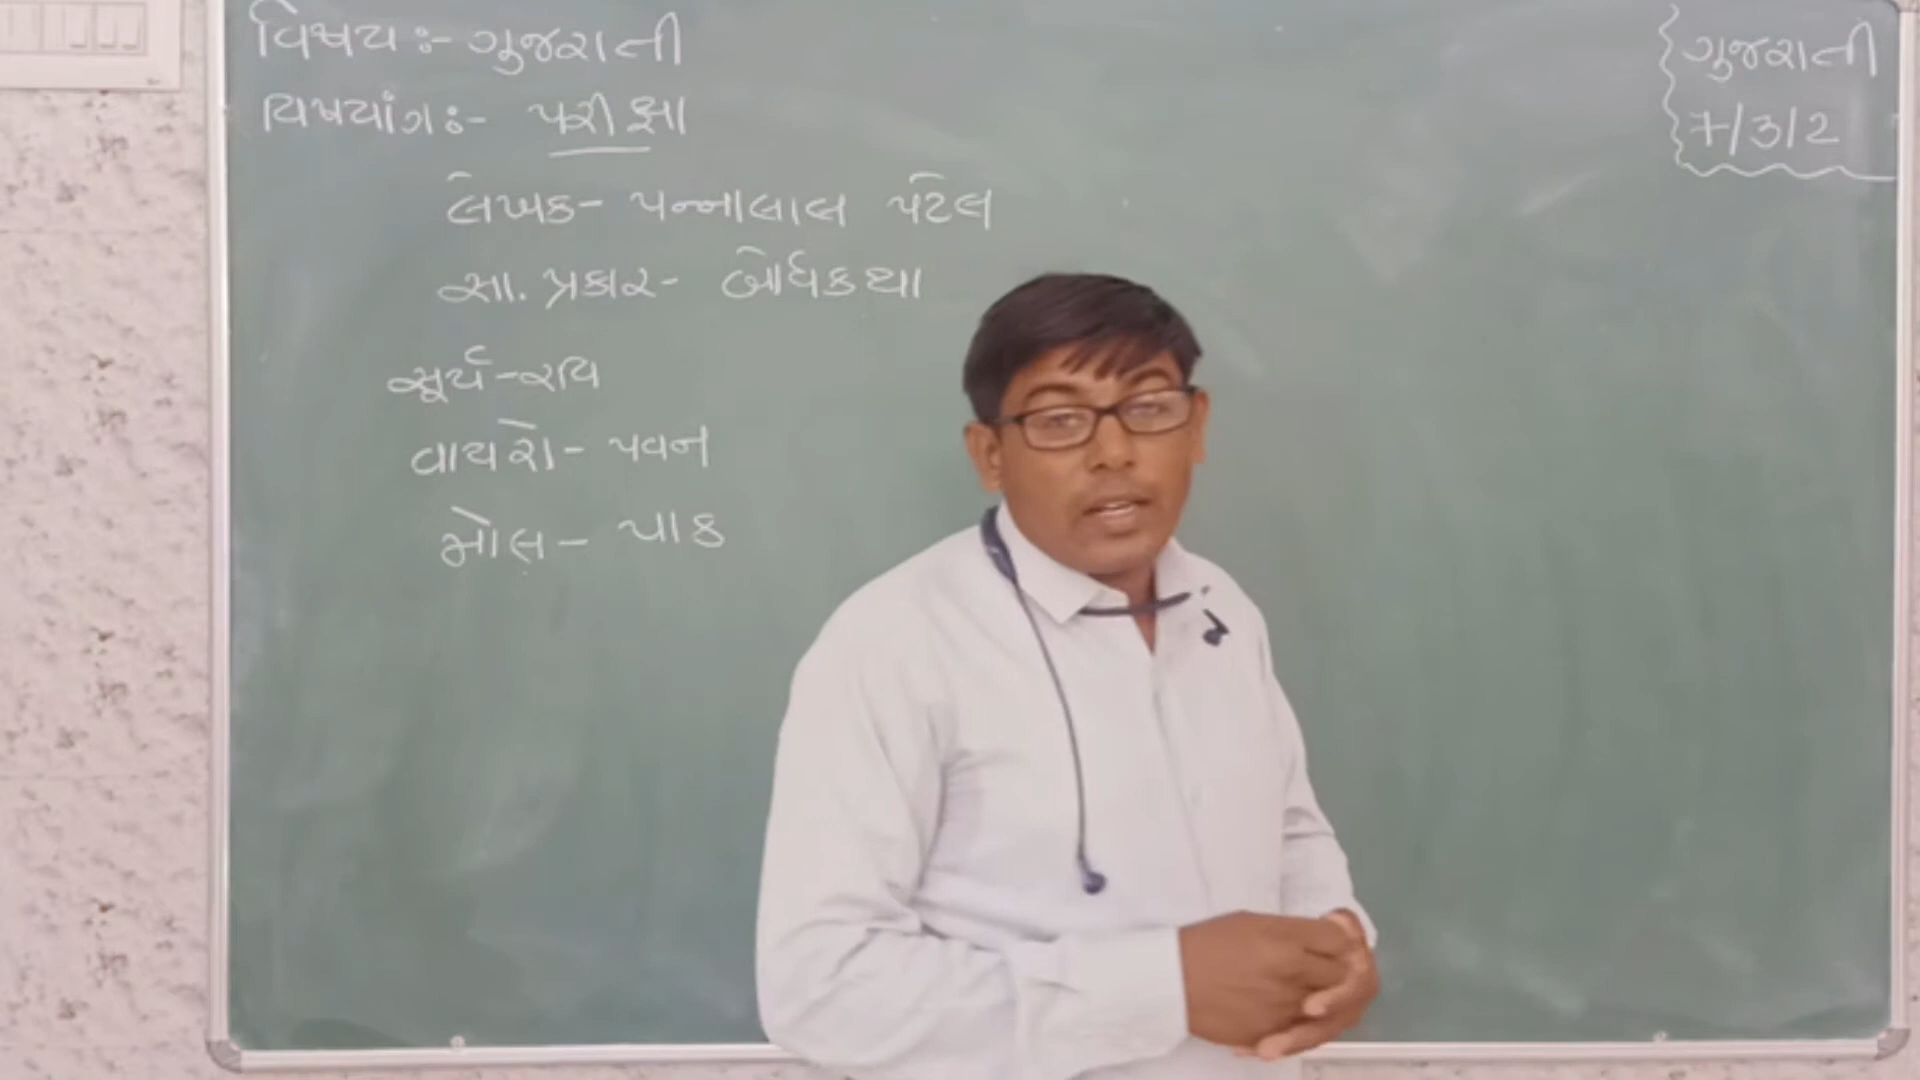 વિષય :- ગુજરાતી
વિષયાંગ :- પરીક્ષા
લેખક - પન્નાલાલ પટેલ
સા. પ્રકાર - બોધકથા
સૂર્ય - રવિ
વાયરો - પવન
મોલ - પાક
ગુજરાતી
7/3/2